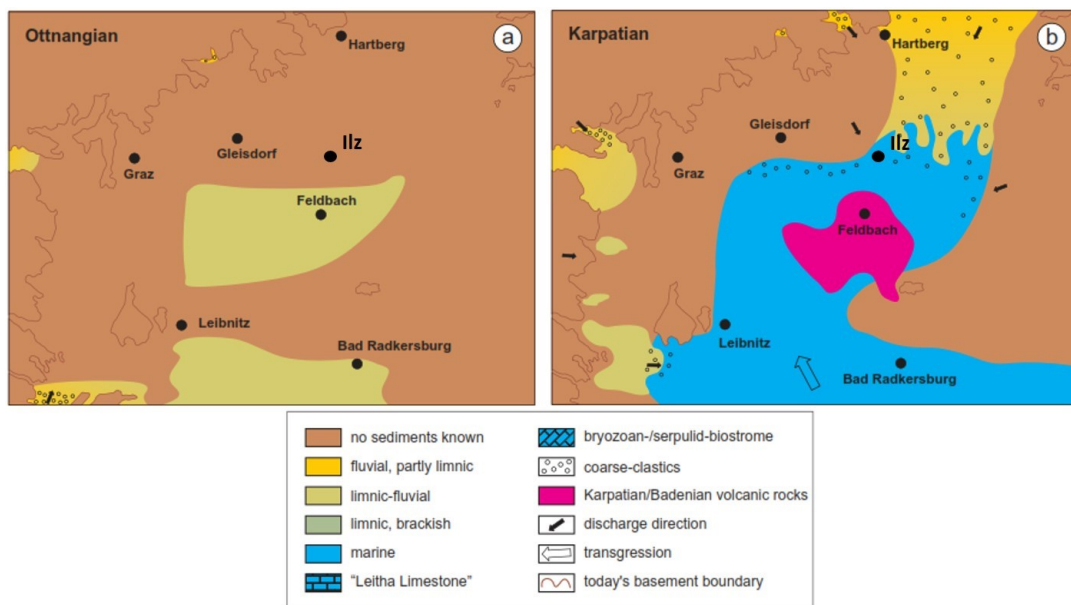 Ottnangian
a
Hartberg
Gleisdorf
Ilz
Graz
Feldbach
Leibnitz
Bad Radkersburg
Karpatian
b
Hartberg
Gleisdorf
Ilz
Graz
Feldbach
Leibnitz
Bad Radkersburg
no sediments known
fluvial, partly limnic
limnic-fluvial
limnic, brackish
marine
"Leitha Limestone"
bryozoan-/serpulid-biostrome
coarse-clastics
Karpatian/Badenian volcanic rocks
discharge direction
transgression
today's basement boundary